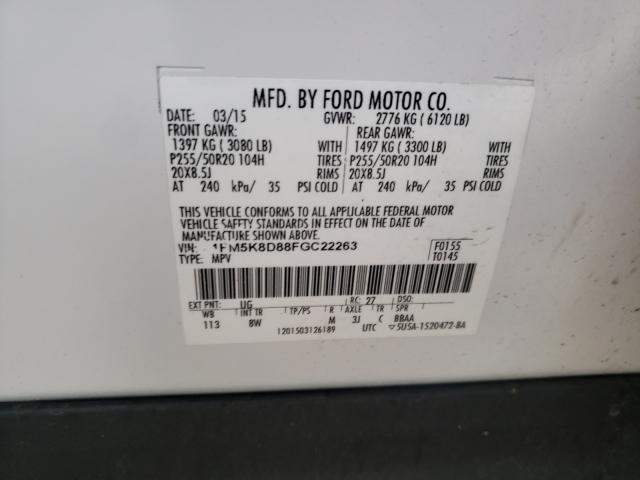 MFD. BY FORD MOTOR CO.
DATE: 03/15 GVWR: 2776 KG ( 6120 LB)
FRONT GAWR: REAR GAWR:
1397 KG ( 3080 LB) WITH 1497 KG ( 3300 LB) WITH
P255/50R20 104H TIRES P255/50R20 104H TIRES
20X8.5J RIMS 20X8.5J RIMS
AT 240 kPa/ 35 PSI COLD AT 240 kPa/ 35 PSI COLD
THIS VEHICLE CONFORMS TO ALL APPLICABLE FEDERAL MOTOR
VEHICLE SAFETY STANDARDS IN EFFECT ON THE DATE OF
MANUFACTURE SHOWN ABOVE.
VIN: 1FM5K8D88FGC22263 F0155
TYPE: MPV T0145
EXT PNT: UG RC: 27 DSO:
WB INT TR TP/PS R AXLE TR SPR
113 8W M 3J C BBAA
1201503126189 UTC ▽5U5A-1520472-BA